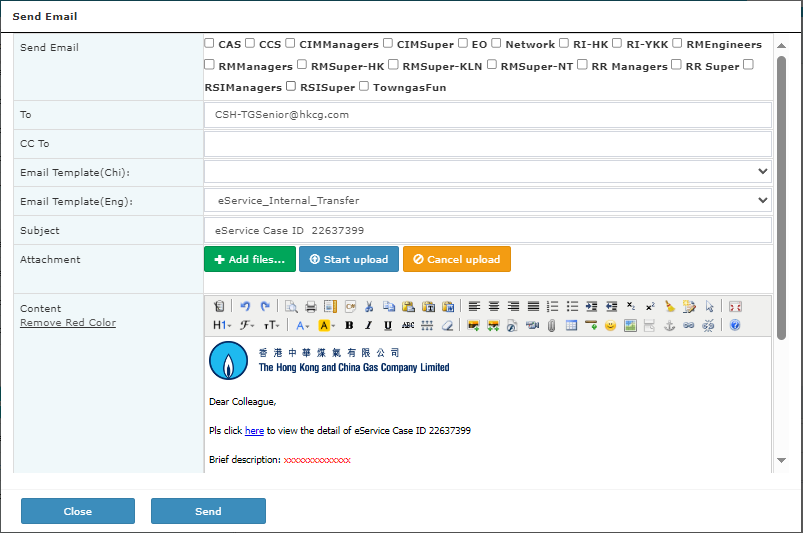 Send Email
Send Email
CAS CCS CIMManagers CIMSuper EO Network RI-HK RI-YKK RMEngineers
RMManagers RMSuper-HK RMSuper-KLN RMSuper-NT RR Managers RR Super
RSIManagers RSISuper TowngasFun
To CSH-TGSenior@hkcg.com
CC To
Email Template(Chi):
Email Template(Eng): eService_Internal_Transfer
Subject eService Case ID 22637399
Attachment Add files... Start upload Cancel upload
Content
Remove Red Color
H1 F TT A A B I U ABC
香港中華煤氣有限公司
The Hong Kong and China Gas Company Limited
Dear Colleague,
Pls click here to view the detail of eService Case ID 22637399
Brief description: xxxxxxxxxxxxxx
Close Send